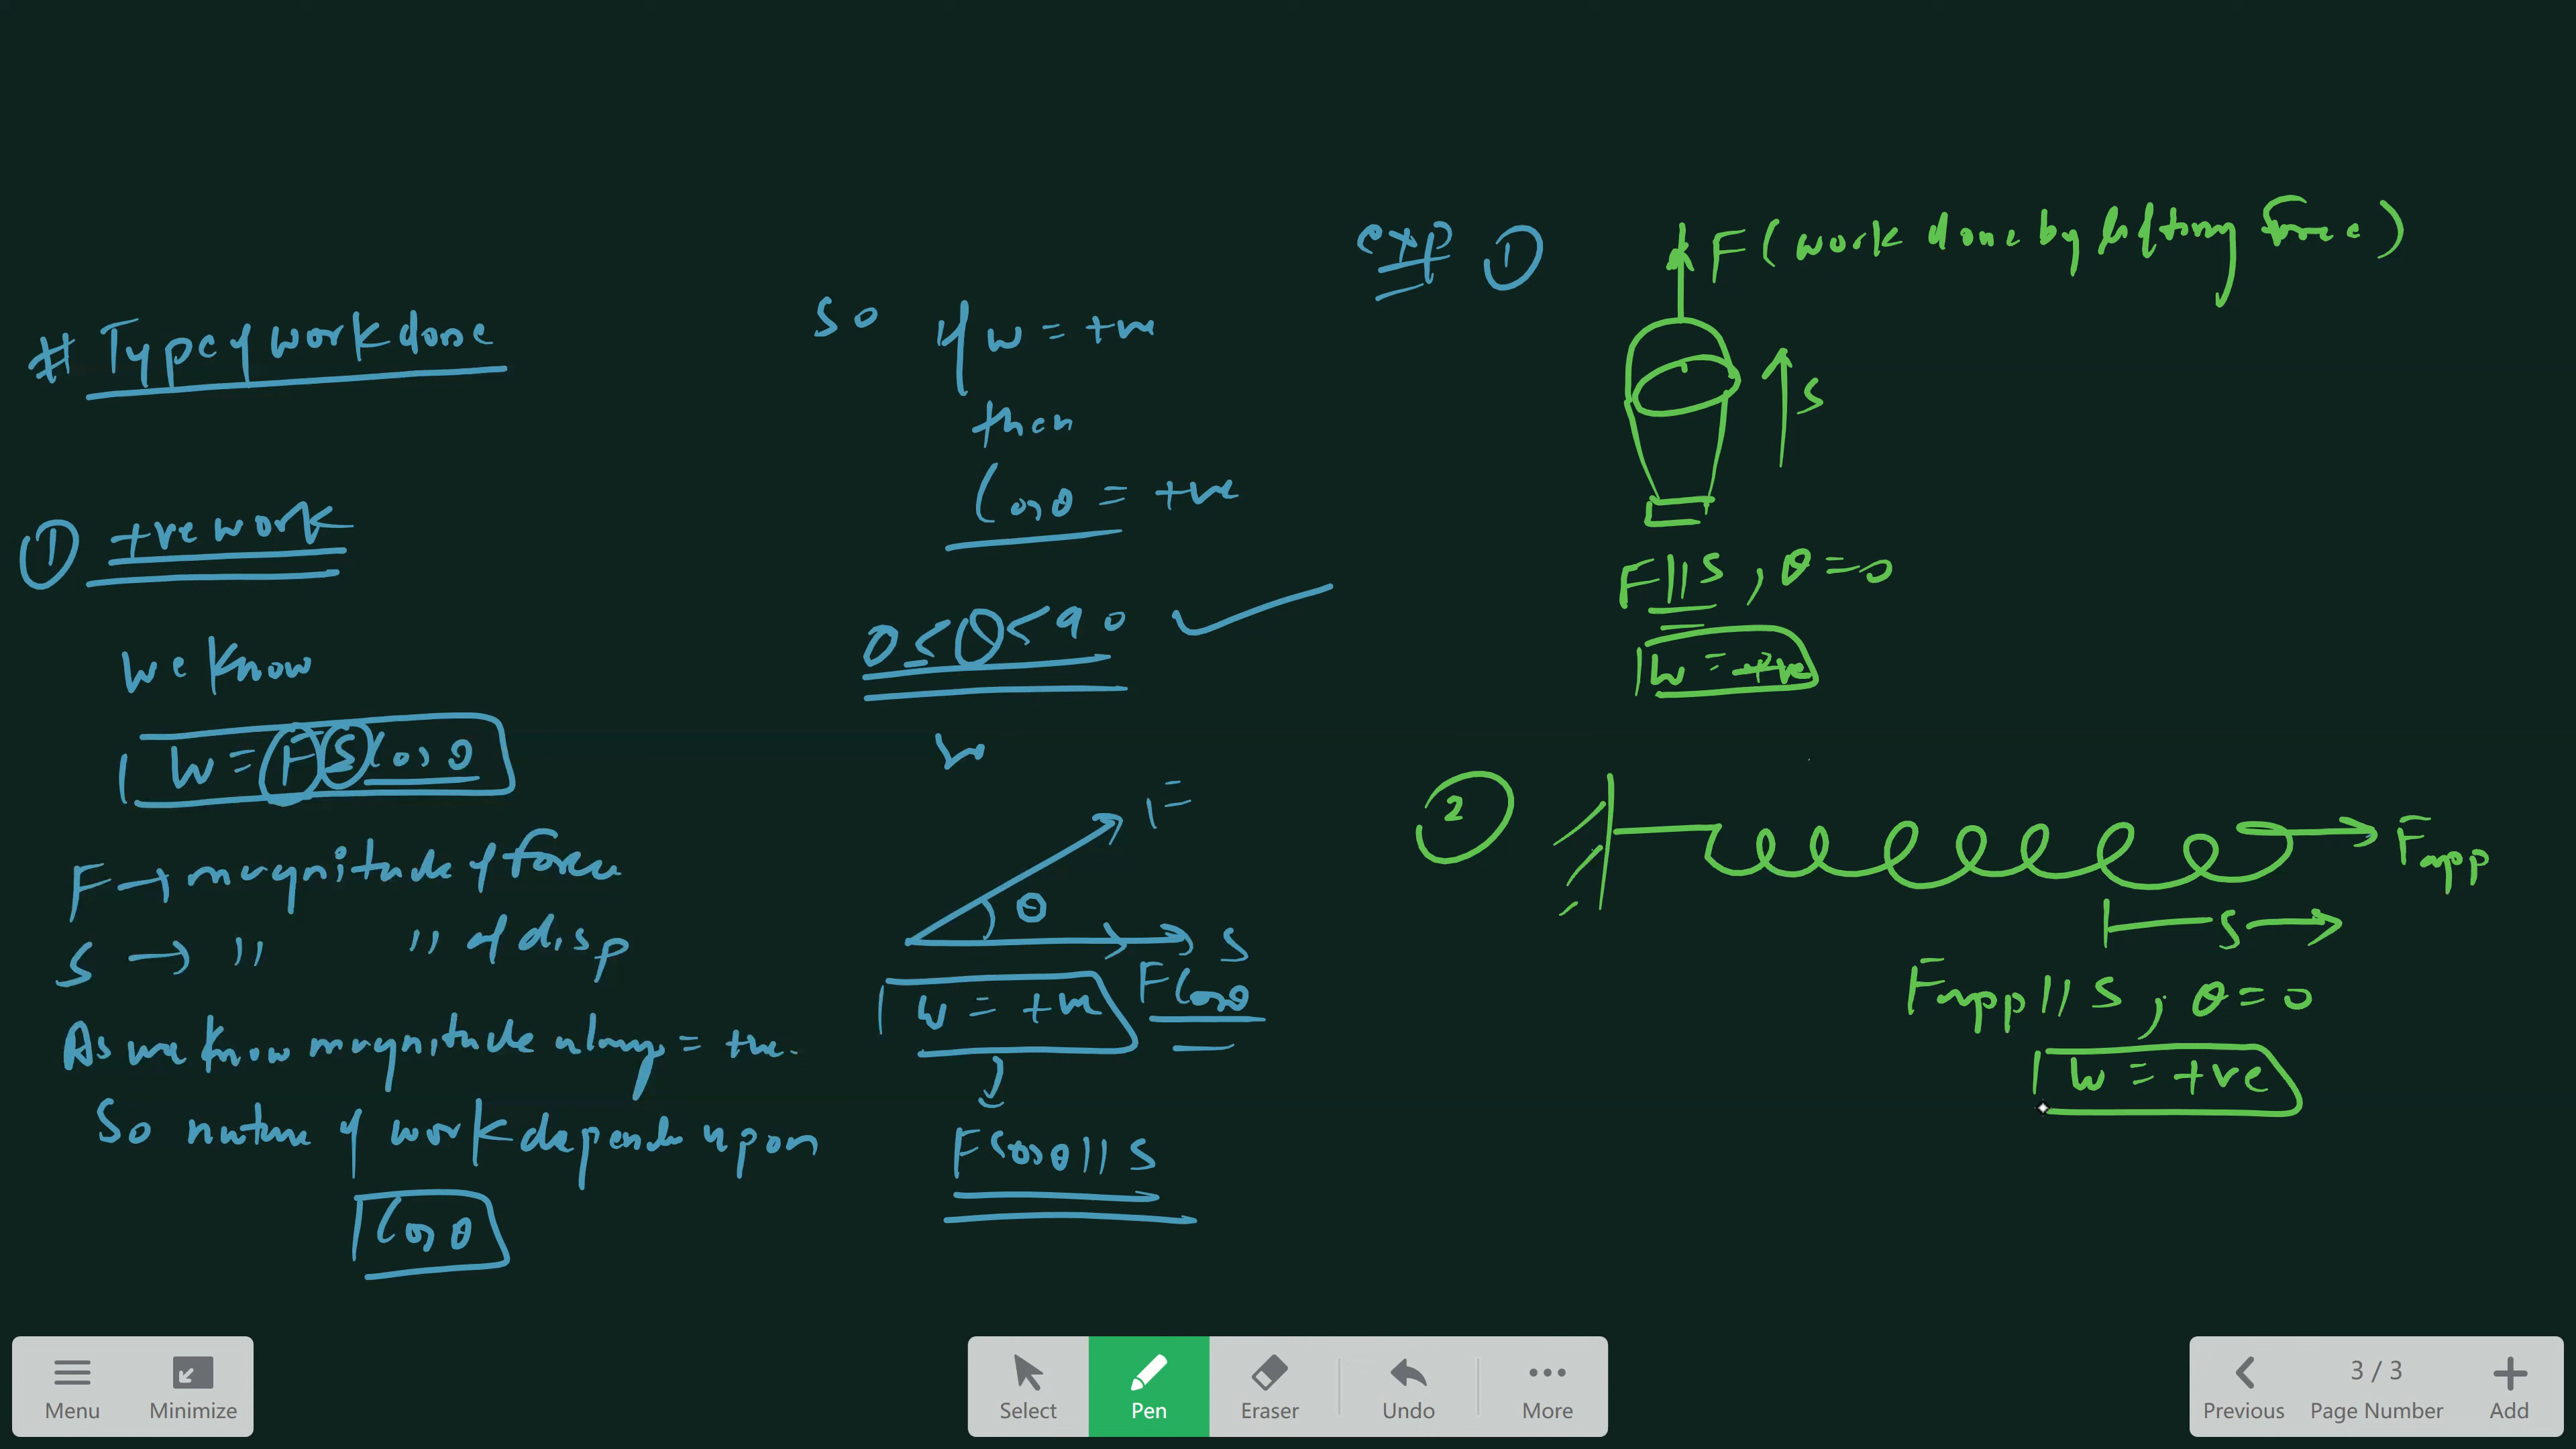 # Type of work done
① +ve work
We know
W = F S Cos θ
F → magnitude of force
S → " " of disp
As we know magnitude always = +ve.
So nature of work depends upon
Cos θ
So if w = +ve
then
Cos θ = +ve
0 ≤ θ < 90
F
θ
S
F Cos θ
W = +ve
F Cos θ || S
exp ①
F (work done by lifting force)
S
F || S , θ = 0
W = +ve
②
Fapp
S
Fapp || S , θ = 0
W = +ve
Menu
Minimize
Select
Pen
Eraser
Undo
More
Previous
3 / 3
Page Number
Add